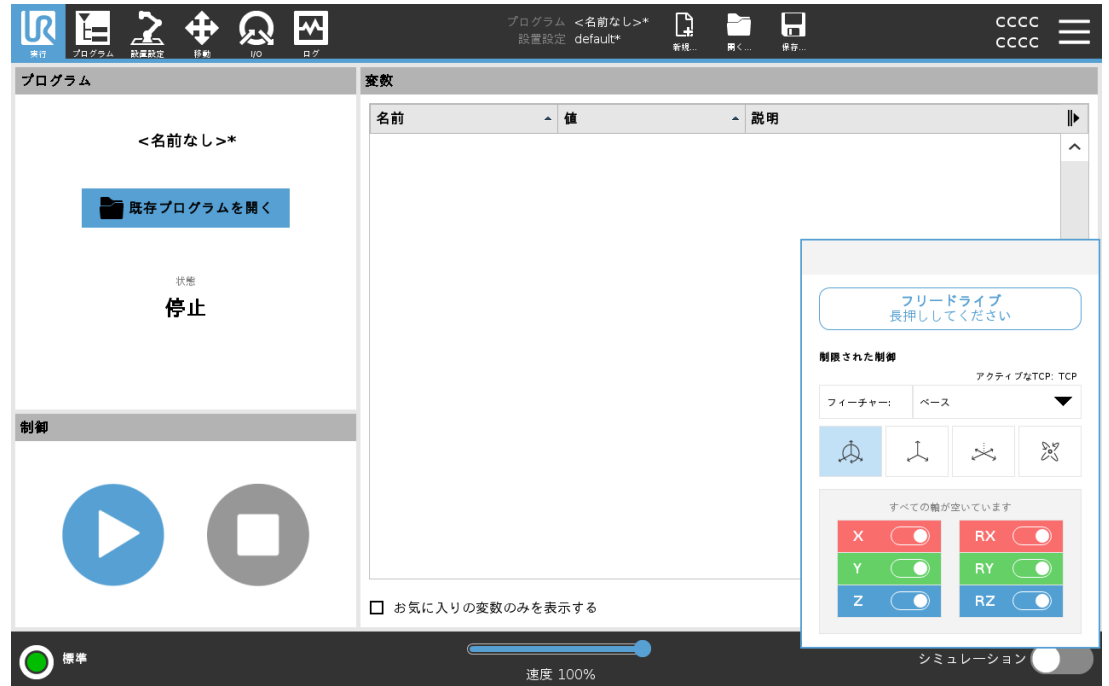 UR
実行
プログラム
設置設定
移動
I/O
ログ
プログラム <名前なし>*
設置設定 default*
新規...
開く...
保存...
CCCC
CCCC
プログラム
<名前なし>*
既存プログラムを開く
状態
停止
制御
変数
名前
値
説明
お気に入りの変数のみを表示する
フリードライブ
長押ししてください
制限された制御
アクティブなTCP: TCP
フィーチャー: ベース
すべての軸が空いています
X RX
Y RY
Z RZ
標準
速度 100%
シミュレーション